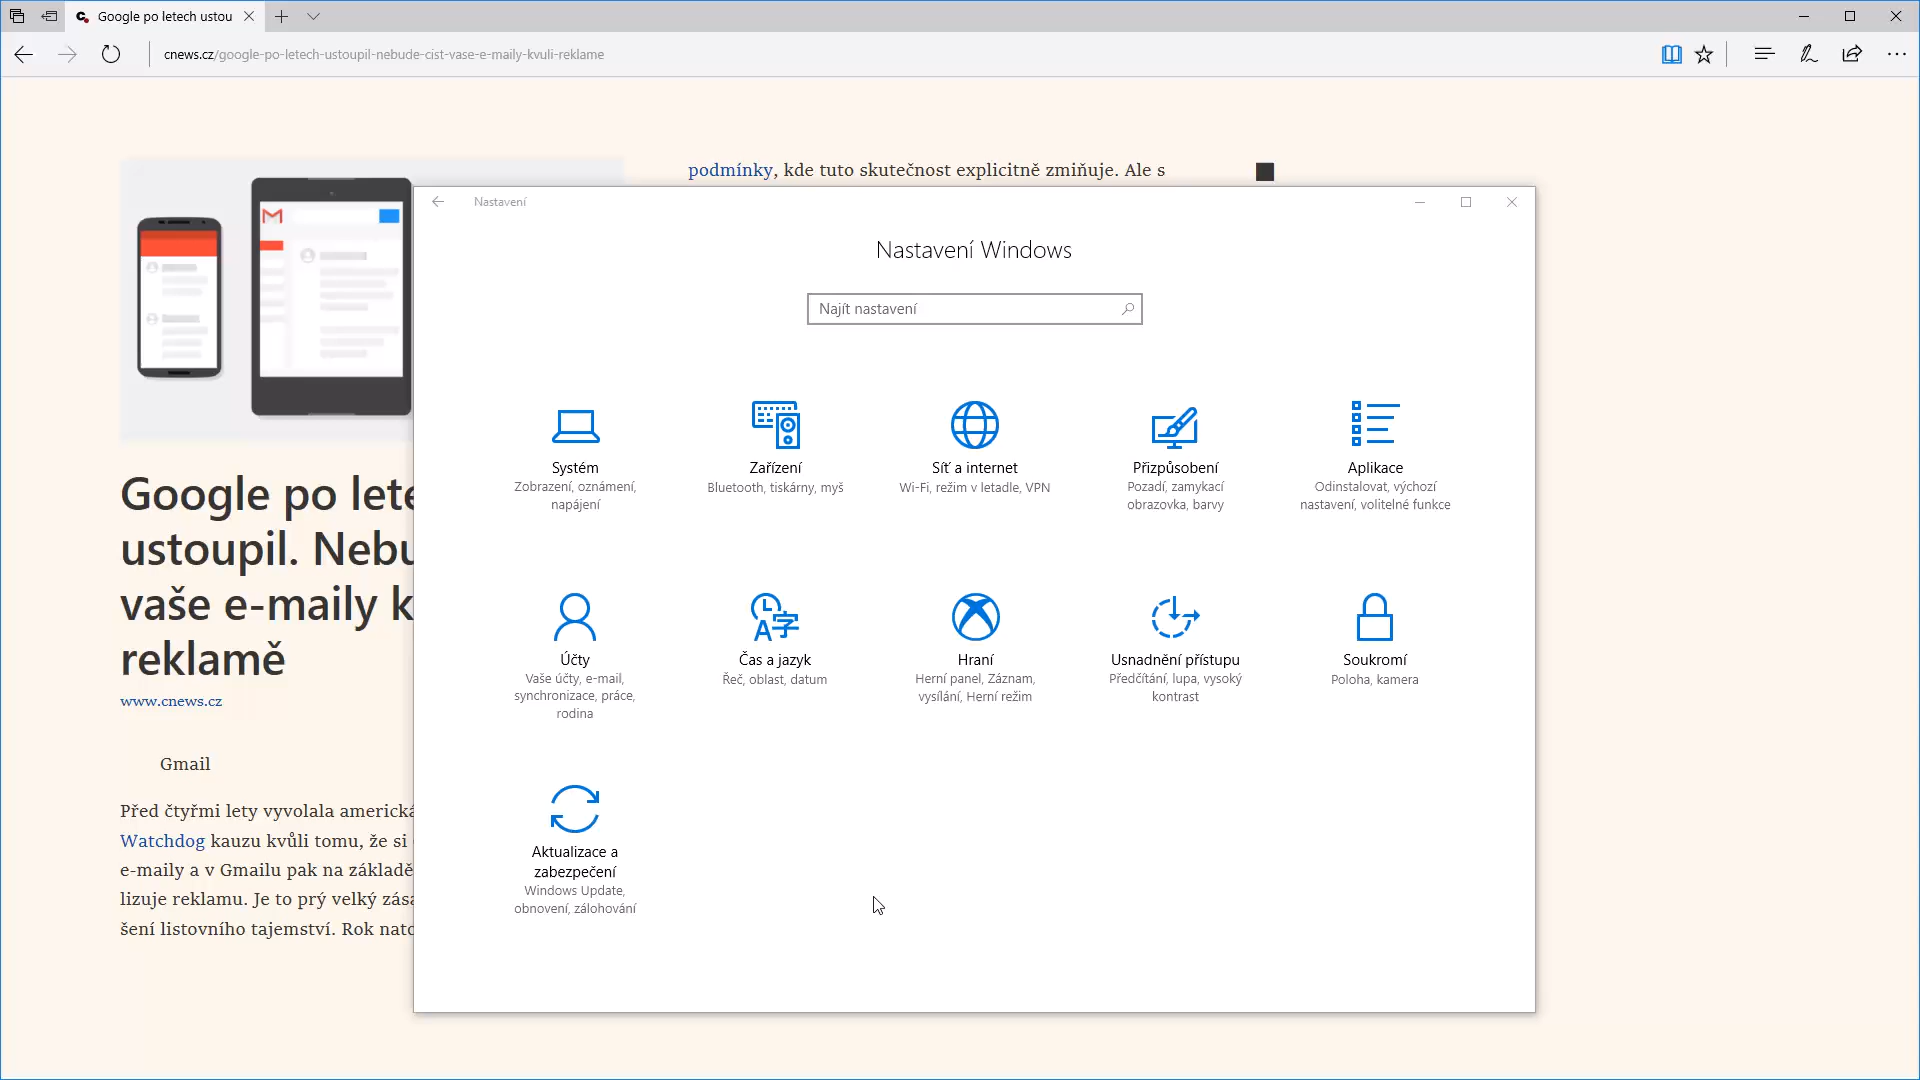 Google po letech ustou
cnews.cz/google-po-letech-ustoupil-nebude-cist-vase-e-maily-kvuli-reklame
podmínky, kde tuto skutečnost explicitně zmiňuje. Ale s
Nastavení
Nastavení Windows
Najít nastavení
Systém
Zobrazení, oznámení,
napájení
Zařízení
Bluetooth, tiskárny, myš
Síť a internet
Wi-Fi, režim v letadle, VPN
Přizpůsobení
Pozadí, zamykací
obrazovka, barvy
Aplikace
Odinstalovat, výchozí
nastavení, volitelné funkce
Účty
Vaše účty, e-mail,
synchronizace, práce,
rodina
Čas a jazyk
Řeč, oblast, datum
Hraní
Herní panel, Záznam,
vysílání, Herní režim
Usnadnění přístupu
Předčítání, lupa, vysoký
kontrast
Soukromí
Poloha, kamera
Aktualizace a
zabezpečení
Windows Update,
obnovení, zálohování
Google po lete
ustoupil. Nebu
vaše e-maily k
reklamě
www.cnews.cz
Gmail
Před čtyřmi lety vyvolala americká
Watchdog kauzu kvůli tomu, že si
e-maily a v Gmailu pak na základě
lizuje reklamu. Je to prý velký zása
šení listovního tajemství. Rok nato